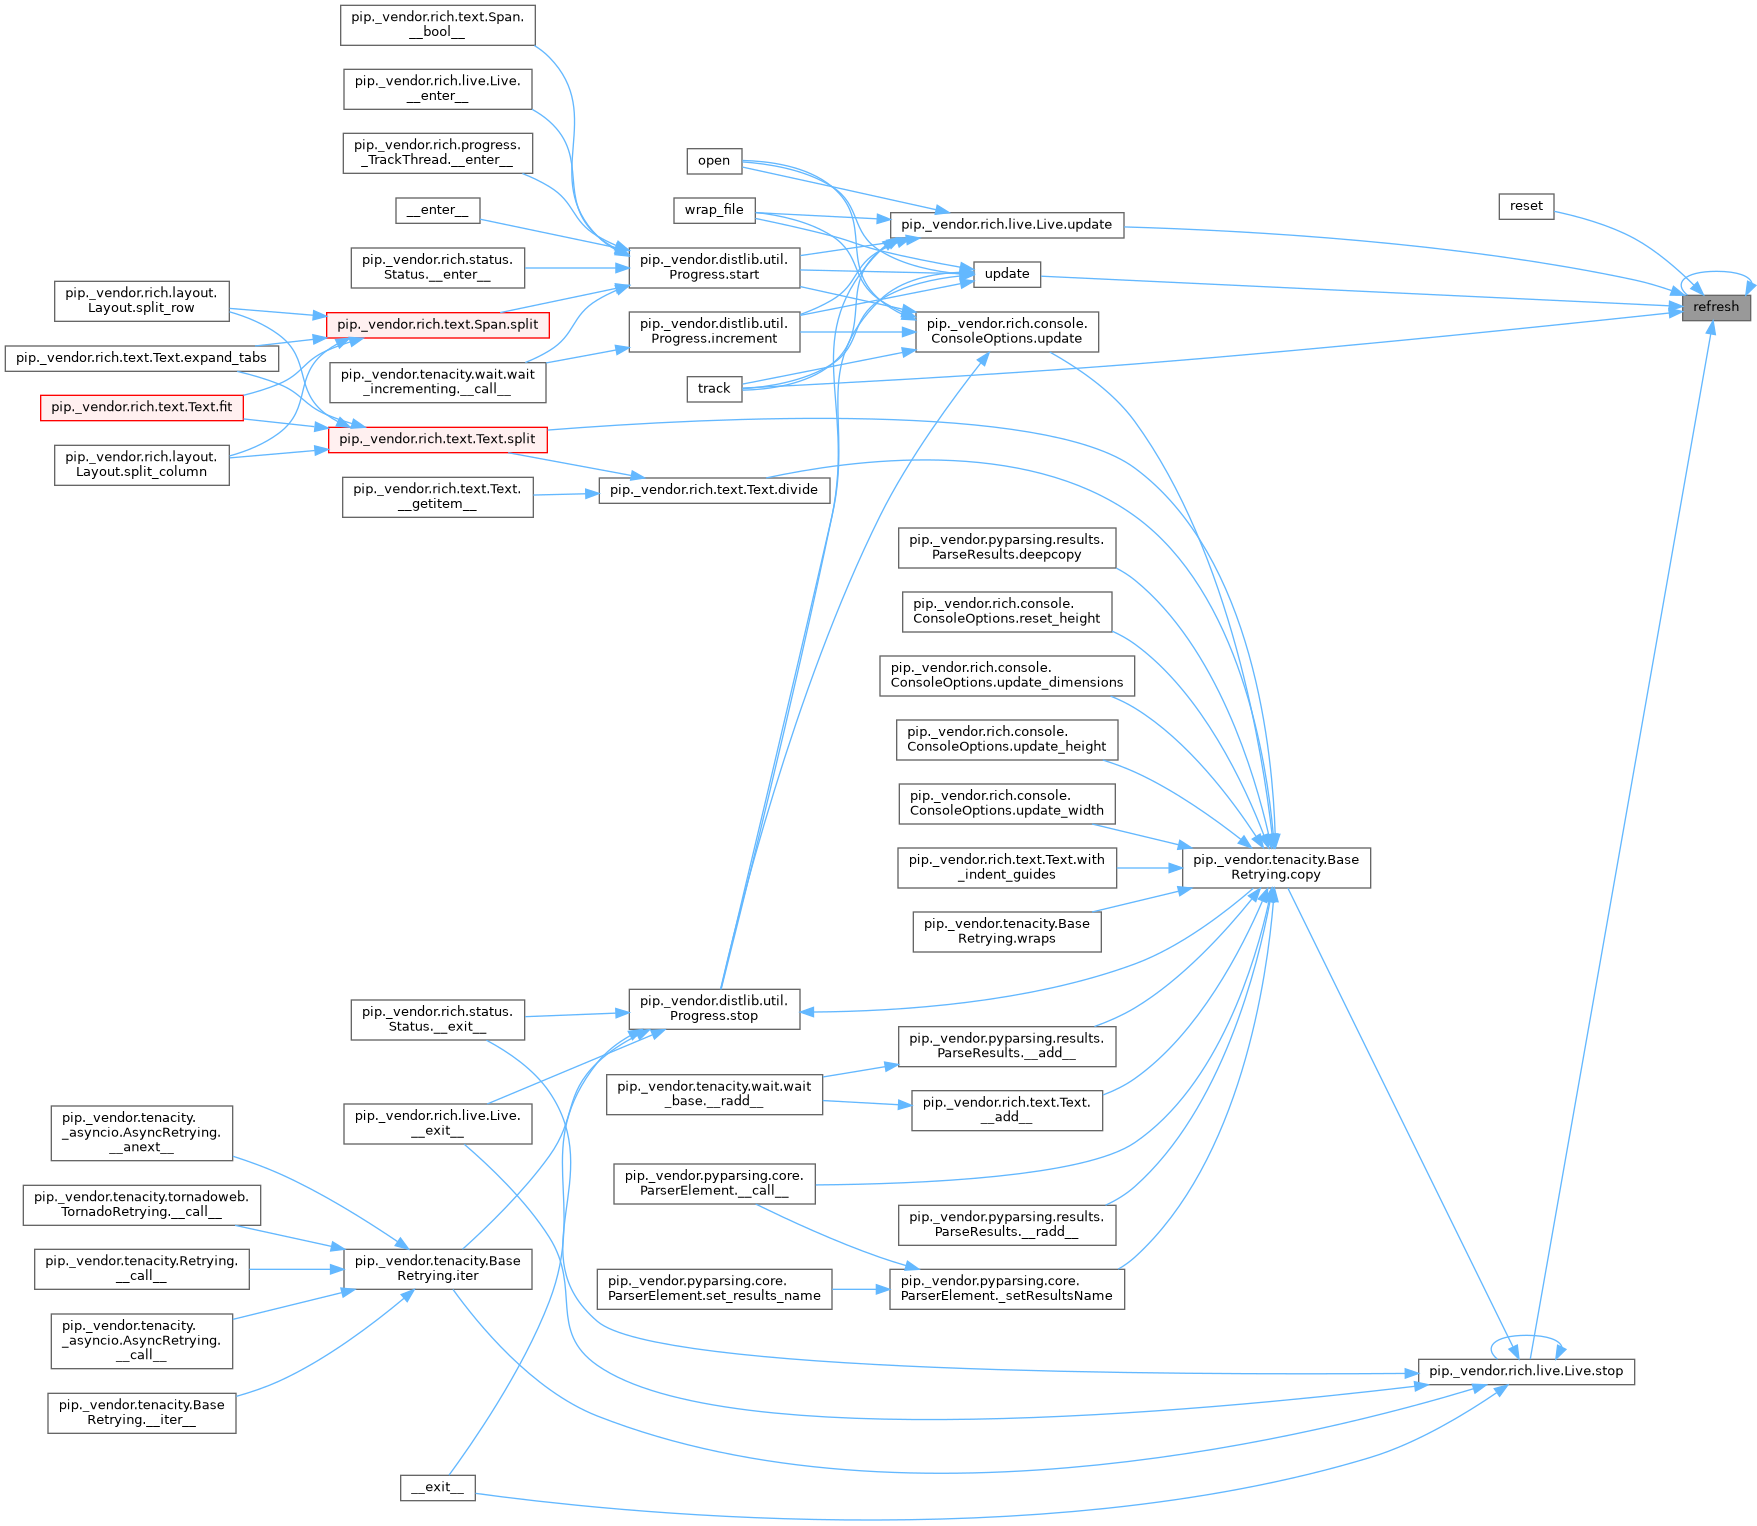 pip._vendor.rich.text.Span.
__bool__
pip._vendor.rich.live.Live.
__enter__
pip._vendor.rich.progress.
_TrackThread.__enter__
__enter__
pip._vendor.rich.status.
Status.__enter__
pip._vendor.rich.layout.
Layout.split_row
pip._vendor.rich.text.Span.split
pip._vendor.rich.text.Text.expand_tabs
pip._vendor.tenacity.wait.wait
_incrementing.__call__
pip._vendor.rich.text.Text.fit
pip._vendor.rich.text.Text.split
pip._vendor.rich.layout.
Layout.split_column
pip._vendor.rich.text.Text.
__getitem__
open
wrap_file
pip._vendor.distlib.util.
Progress.start
pip._vendor.distlib.util.
Progress.increment
track
pip._vendor.rich.text.Text.divide
pip._vendor.rich.live.Live.update
update
pip._vendor.rich.console.
ConsoleOptions.update
reset
refresh
pip._vendor.pyparsing.results.
ParseResults.deepcopy
pip._vendor.rich.console.
ConsoleOptions.reset_height
pip._vendor.rich.console.
ConsoleOptions.update_dimensions
pip._vendor.rich.console.
ConsoleOptions.update_height
pip._vendor.rich.console.
ConsoleOptions.update_width
pip._vendor.rich.text.Text.with
_indent_guides
pip._vendor.tenacity.Base
Retrying.wraps
pip._vendor.tenacity.Base
Retrying.copy
pip._vendor.rich.status.
Status.__exit__
pip._vendor.distlib.util.
Progress.stop
pip._vendor.pyparsing.results.
ParseResults.__add__
pip._vendor.tenacity.wait.wait
_base.__radd__
pip._vendor.rich.text.Text.
__add__
pip._vendor.rich.live.Live.
__exit__
pip._vendor.tenacity.
_asyncio.AsyncRetrying.
__anext__
pip._vendor.pyparsing.core.
ParserElement.__call__
pip._vendor.tenacity.tornadoweb.
TornadoRetrying.__call__
pip._vendor.pyparsing.results.
ParseResults.__radd__
pip._vendor.tenacity.Retrying.
__call__
pip._vendor.tenacity.Base
Retrying.iter
pip._vendor.pyparsing.core.
ParserElement.set_results_name
pip._vendor.pyparsing.core.
ParserElement._setResultsName
pip._vendor.tenacity.
_asyncio.AsyncRetrying.
__call__
pip._vendor.rich.live.Live.stop
pip._vendor.tenacity.Base
Retrying.__iter__
__exit__